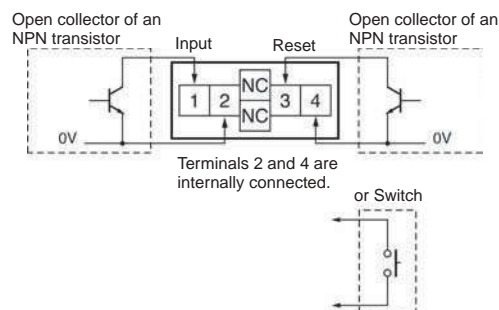 Open collector of an
NPN transistor
Open collector of an
NPN transistor
Input
Reset
NC
1 2 3 4
NC
0V
0V
Terminals 2 and 4 are
internally connected.
or Switch